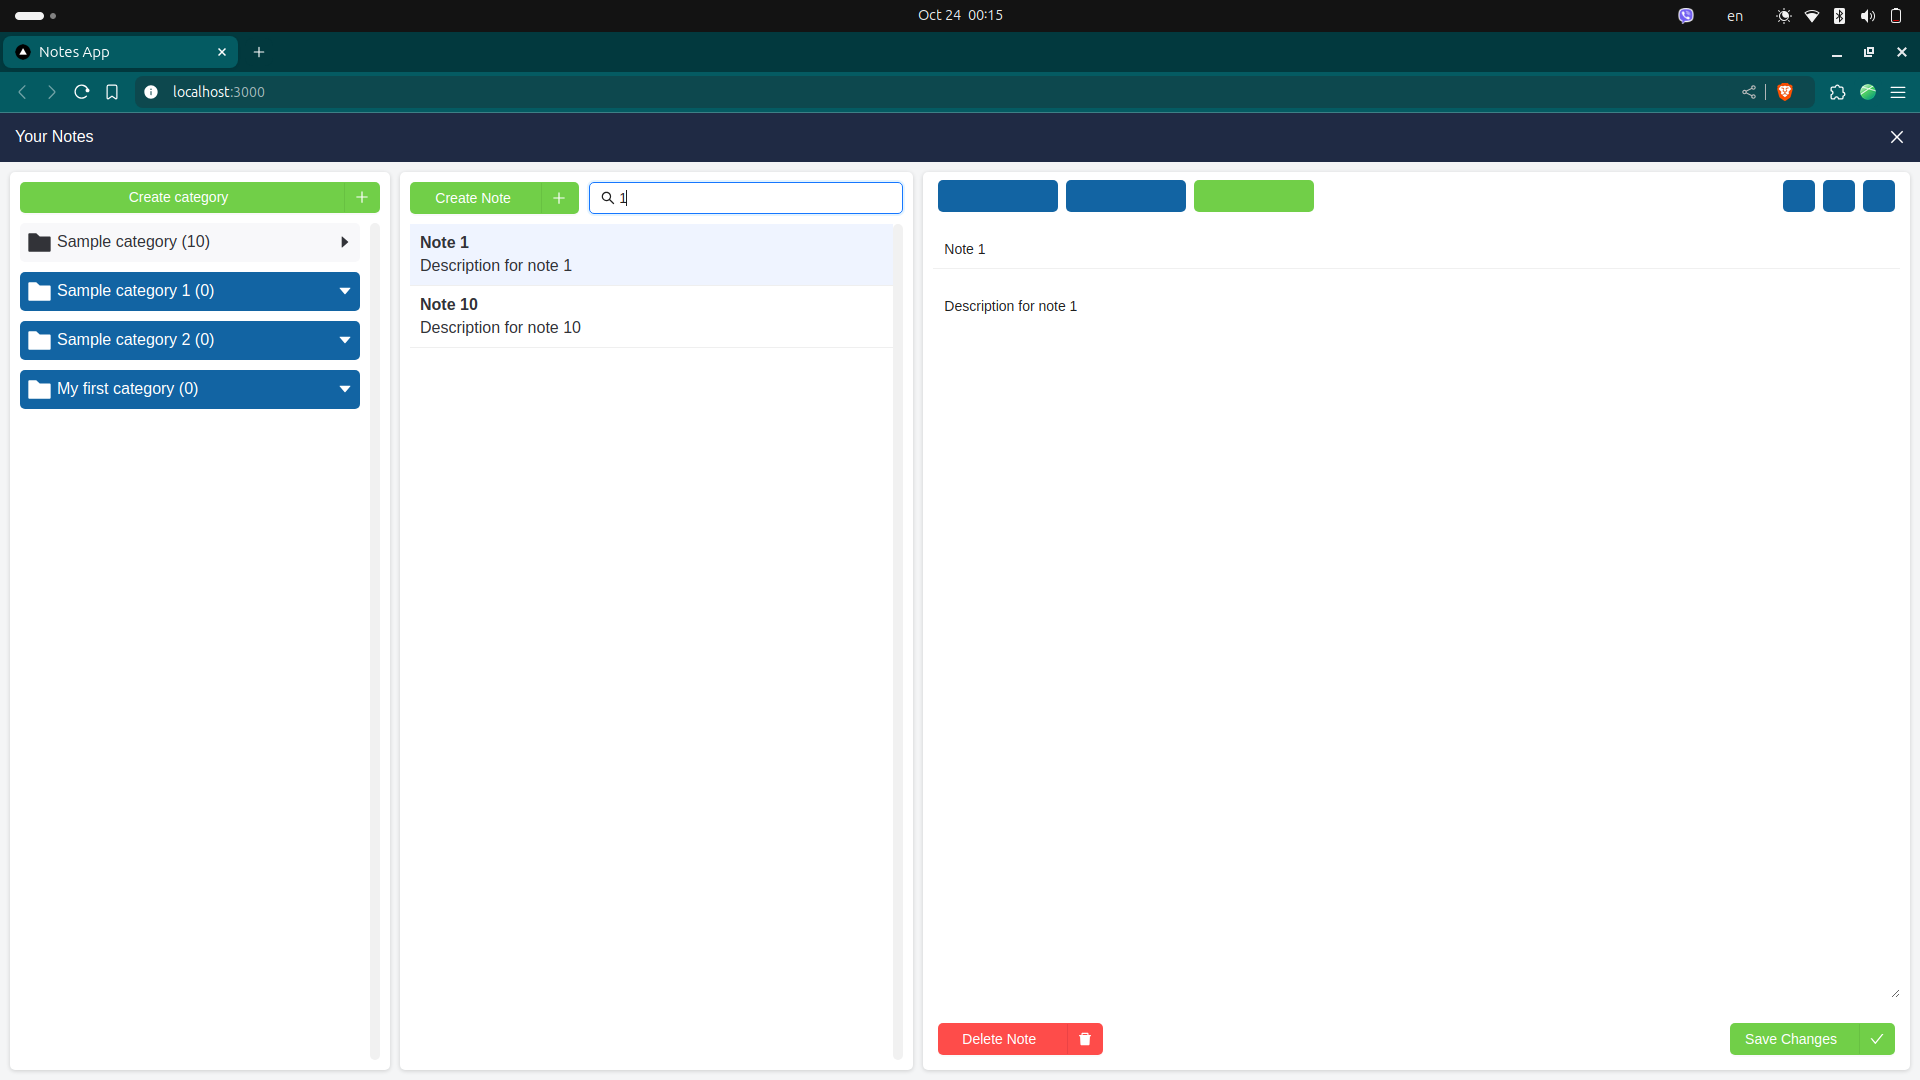 Oct 24 00:15
en
Notes App
localhost:3000
Your Notes
Create category
Sample category (10)
Sample category 1 (0)
Sample category 2 (0)
My first category (0)
Create Note
1
Note 1
Description for note 1
Note 10
Description for note 10
Note 1
Description for note 1
Delete Note
Save Changes